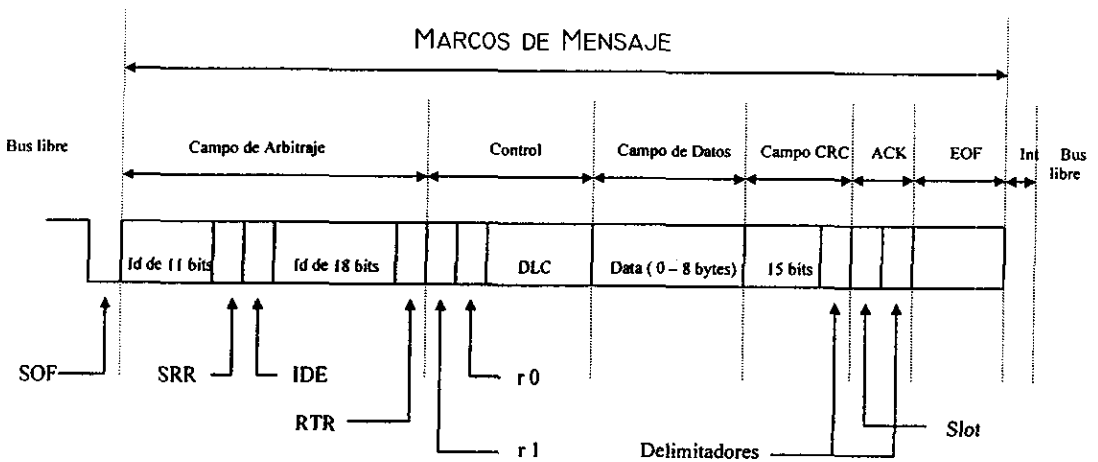 MARCOS DE MENSAJE
Bus libre
Campo de Arbitraje
Control
Campo de Datos
Campo CRC
ACK
EOF
Int
Bus
libre
Id de 11 bits
Id de 18 bits
DLC
Data ( 0 – 8 bytes)
15 bits
SOF
SRR
IDE
r 0
RTR
Slot
r 1
Delimitadores